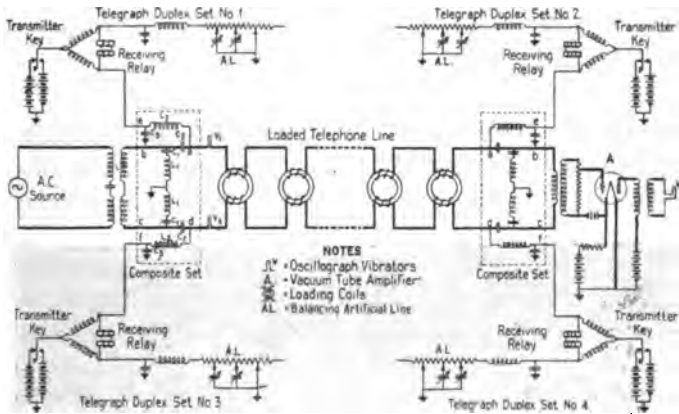 Telegraph Duplex Set No 1
Telegraph Duplex Set No 2
Transmitter
Key
Receiving
Relay
A.L.
A.L.
Receiving
Relay
Transmitter
Key
Loaded Telephone Line
A.C.
Source
A
Composite Set
Composite Set
NOTES
V = Oscillograph Vibrators
A = Vacuum Tube Amplifier
= Loading Coils
AL = Balancing Artificial Line
Transmitter
Key
Receiving
Relay
A.L.
A.L.
Receiving
Relay
Transmitter
Key
Telegraph Duplex Set No 3
Telegraph Duplex Set No 4